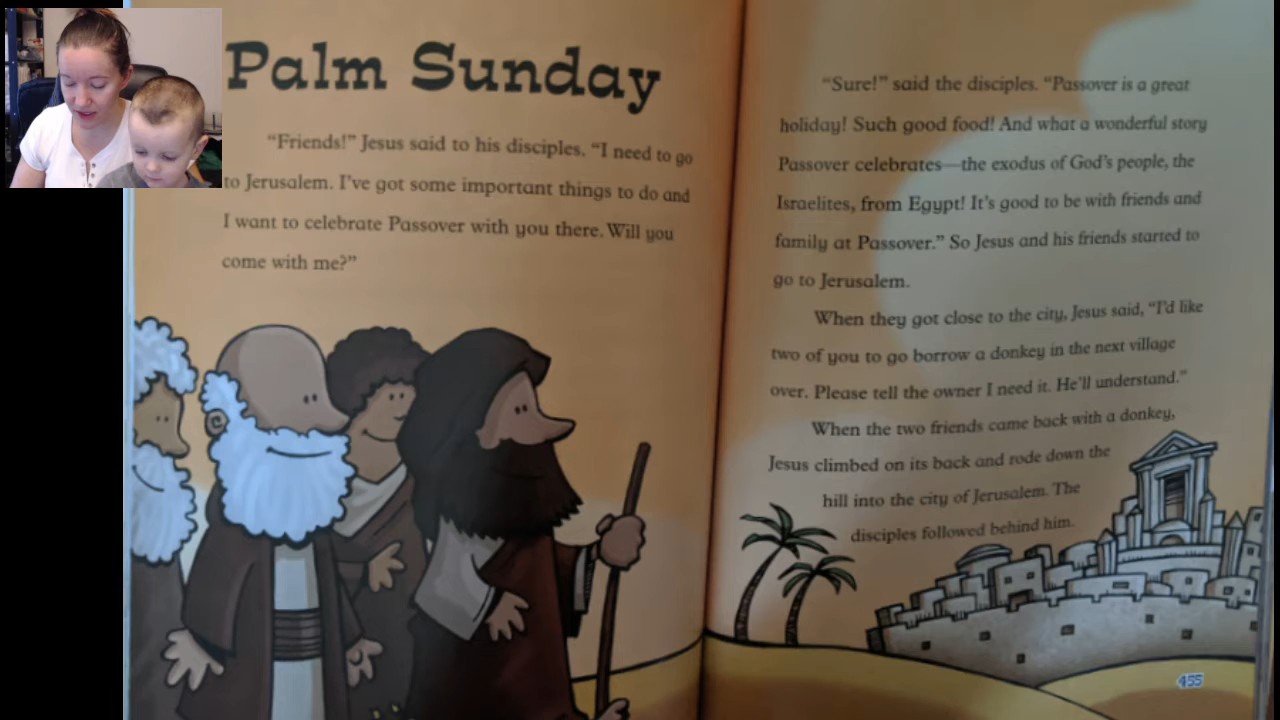 Palm Sunday
“Friends!” Jesus said to his disciples. “I need to go
to Jerusalem. I’ve got some important things to do and
I want to celebrate Passover with you there. Will you
come with me?”
“Sure!” said the disciples. “Passover is a great
holiday! Such good food! And what a wonderful story
Passover celebrates—the exodus of God’s people, the
Israelites, from Egypt! It’s good to be with friends and
family at Passover.” So Jesus and his friends started to
go to Jerusalem.
When they got close to the city, Jesus said, “I’d like
two of you to go borrow a donkey in the next village
over. Please tell the owner I need it. He’ll understand.”
When the two friends came back with a donkey,
Jesus climbed on its back and rode down the
hill into the city of Jerusalem. The
disciples followed behind him.
455